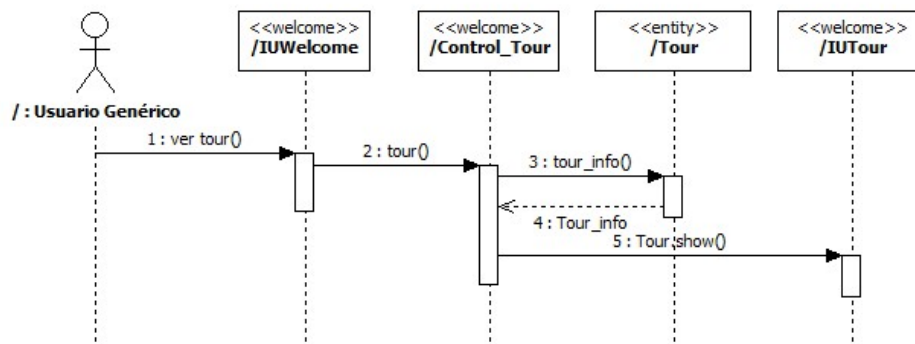 <<welcome>>
/IUWelcome
<<welcome>>
/Control_Tour
<<entity>>
/Tour
<<welcome>>
/IUTour
/ : Usuario Genérico
1 : ver tour()
2 : tour()
3 : tour_info()
4 : Tour_info
5 : Tour.show()